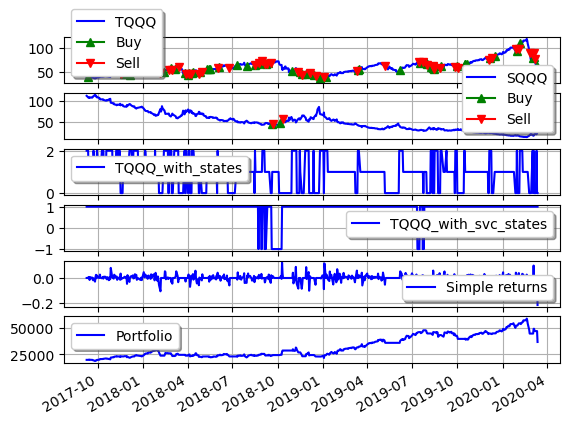 TQQQ
Buy
Sell
100
50
SQQQ
Buy
Sell
100
50
2
TQQQ_with_states
0
1
TQQQ_with_svc_states
0
−1
0.0
Simple returns
−0.2
50000
Portfolio
25000
2017-10
2018-01
2018-04
2018-07
2018-10
2019-01
2019-04
2019-07
2019-10
2020-01
2020-04